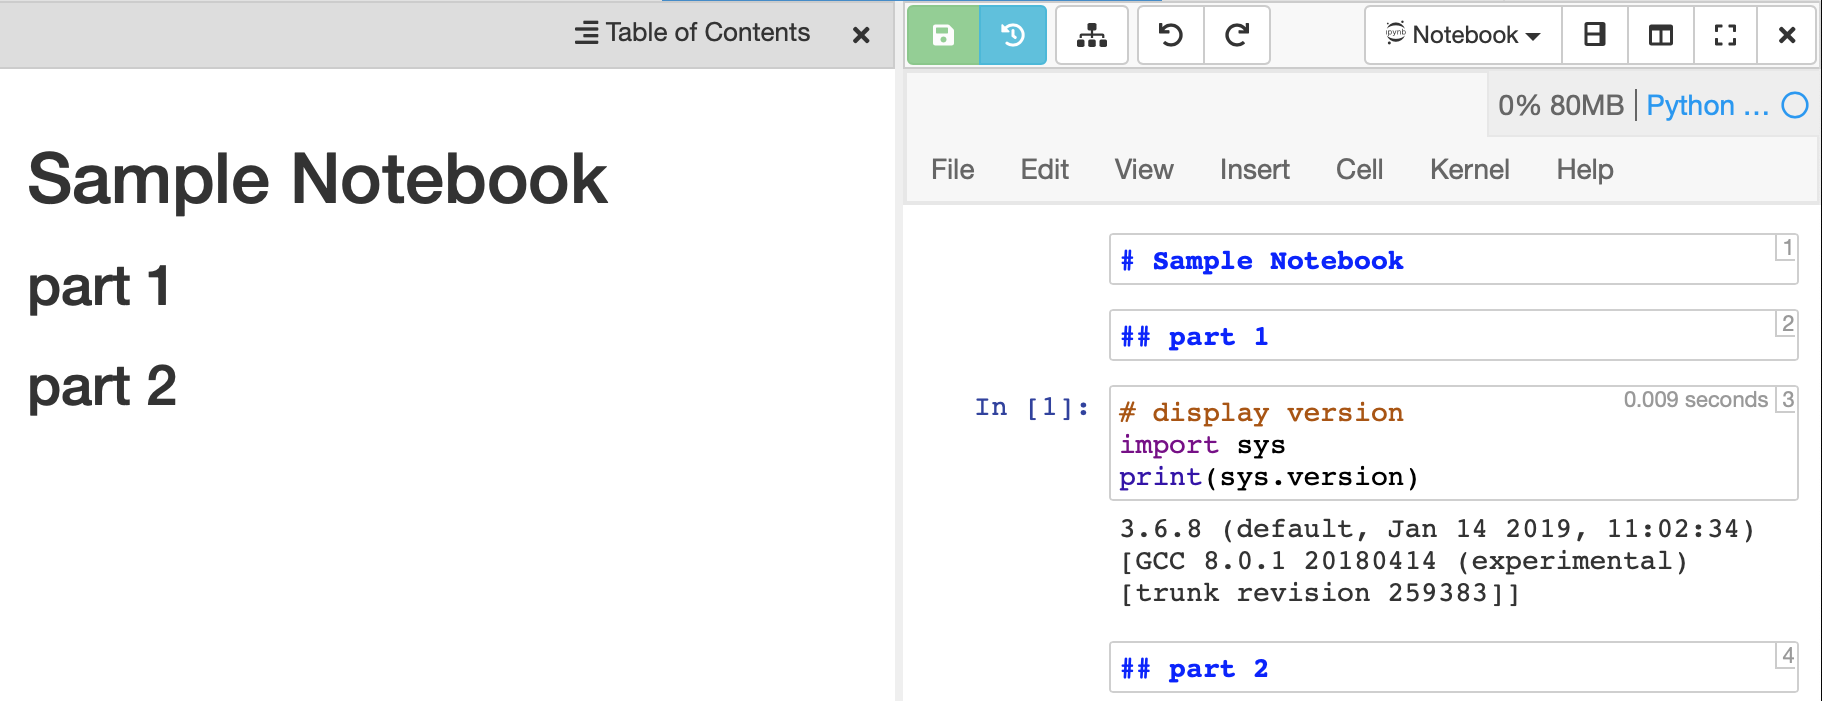 Table of Contents
Sample Notebook
part 1
part 2
ipynb Notebook
0% 80MB Python ...
File Edit View Insert Cell Kernel Help
# Sample Notebook 1
## part 1 2
In [1]: # display version 0.009 seconds 3
import sys
print(sys.version)
3.6.8 (default, Jan 14 2019, 11:02:34)
[GCC 8.0.1 20180414 (experimental)
[trunk revision 259383]]
## part 2 4